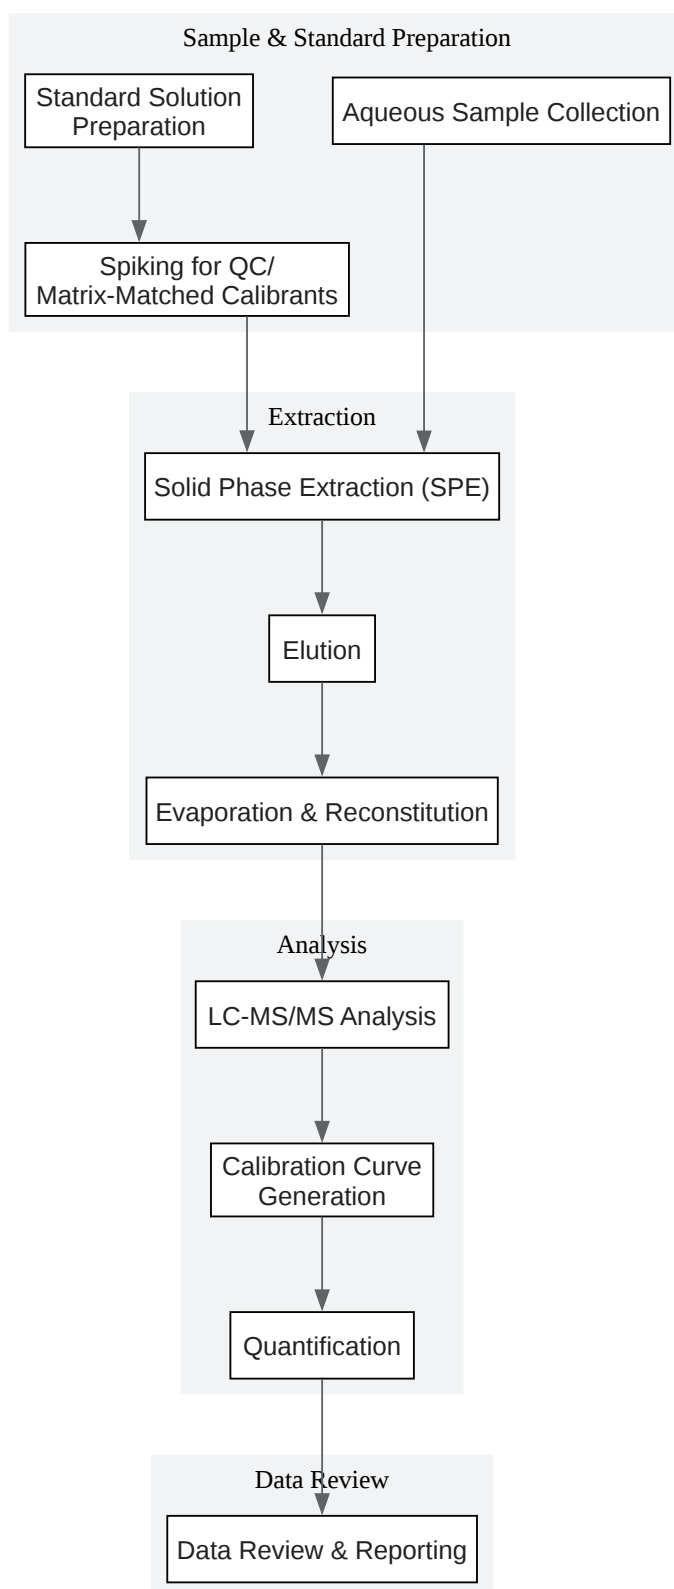 Sample & Standard Preparation
Standard Solution
Preparation
Aqueous Sample Collection
Spiking for QC/
Matrix-Matched Calibrants
Extraction
Solid Phase Extraction (SPE)
Elution
Evaporation & Reconstitution
Analysis
LC-MS/MS Analysis
Calibration Curve
Generation
Quantification
Data Review
Data Review & Reporting